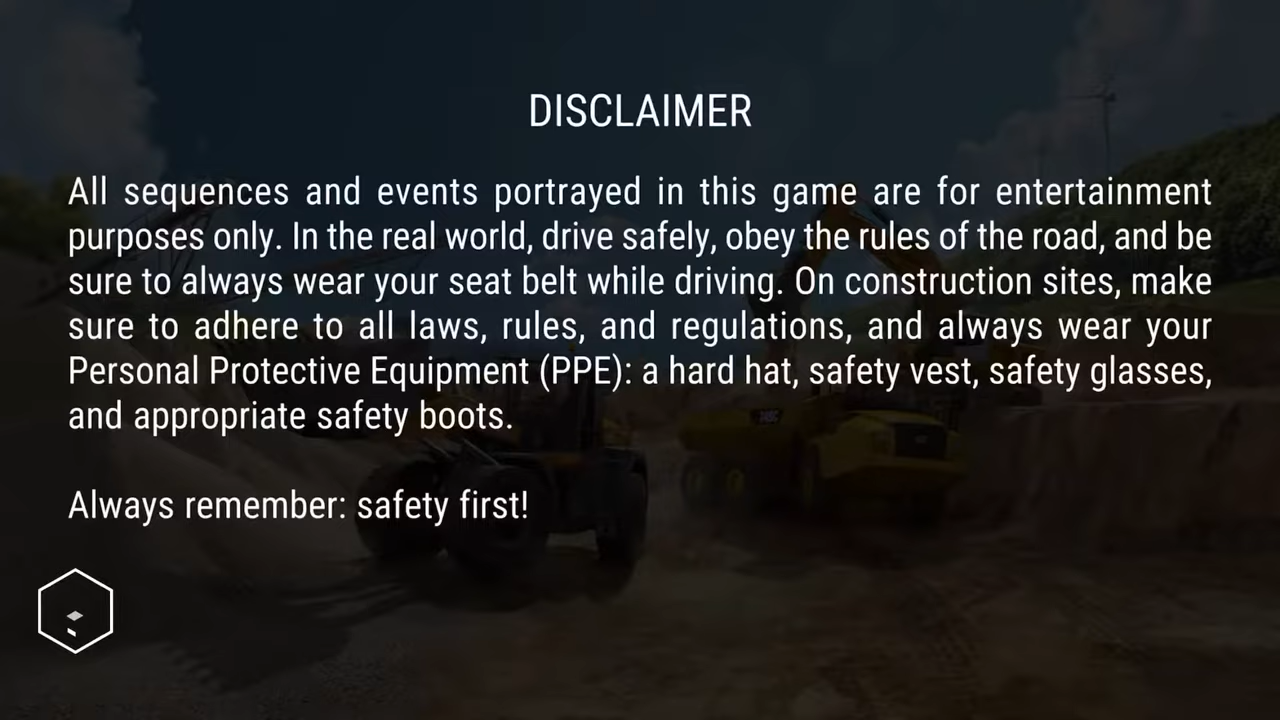 DISCLAIMER
All sequences and events portrayed in this game are for entertainment
purposes only. In the real world, drive safely, obey the rules of the road, and be
sure to always wear your seat belt while driving. On construction sites, make
sure to adhere to all laws, rules, and regulations, and always wear your
Personal Protective Equipment (PPE): a hard hat, safety vest, safety glasses,
and appropriate safety boots.
Always remember: safety first!